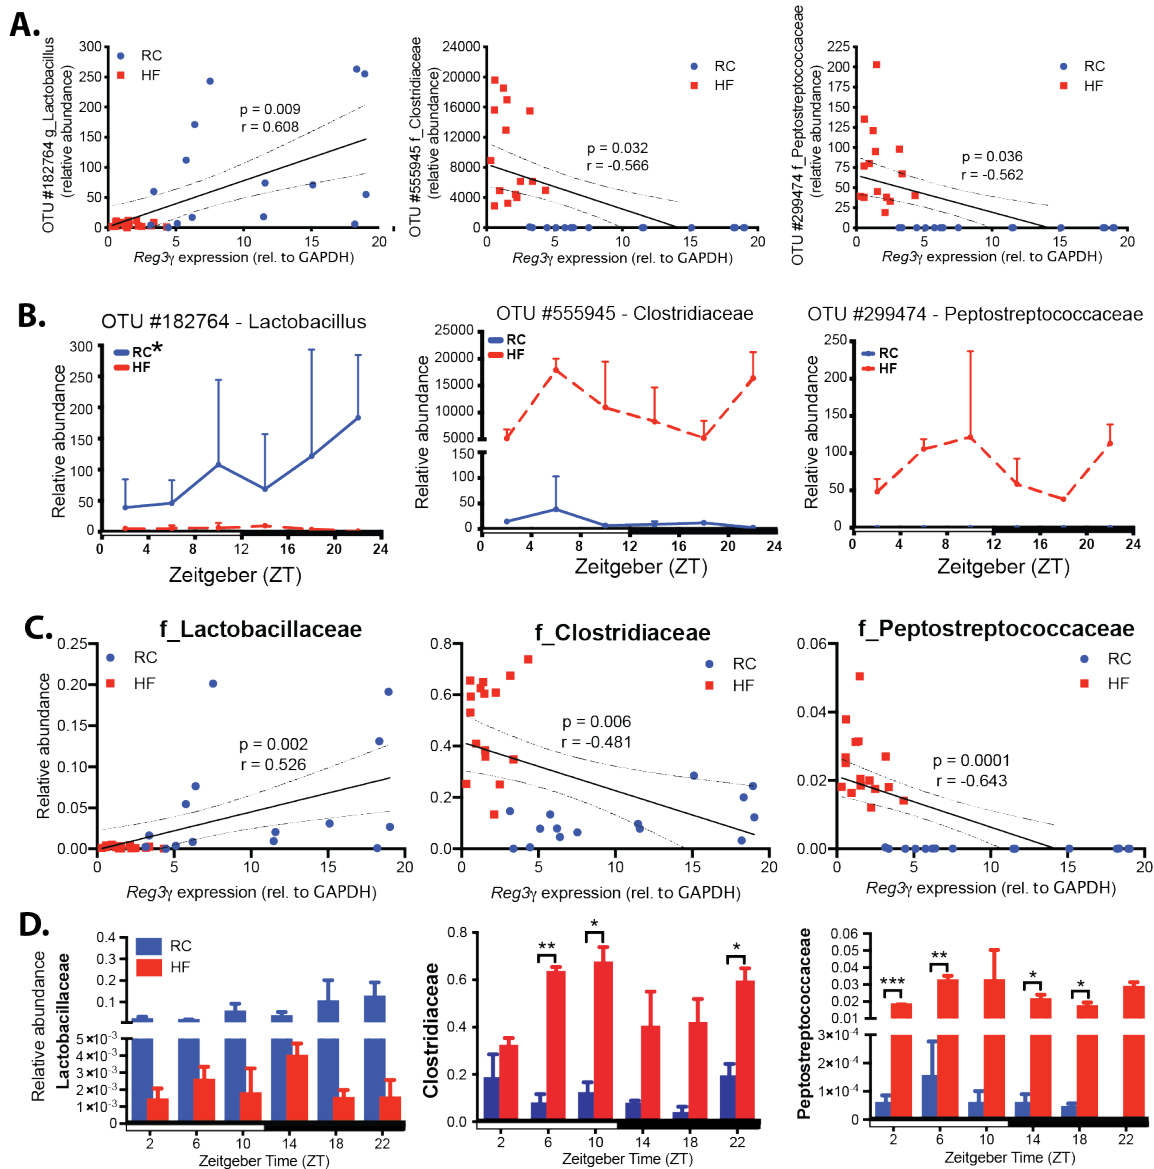 A.
OTU #182764 g_Lactobacillus
(relative abundance)
300
250
200
150
100
50
0
RC
HF
p = 0.009
r = 0.608
0 5 10 15 20
Reg3γ expression (rel. to GAPDH)
OTU #555945 f_Clostridiaceae
(relative abundance)
24000
20000
16000
12000
8000
4000
0
RC
HF
p = 0.032
r = -0.566
0 5 10 15 20
Reg3γ expression (rel. to GAPDH)
OTU #299474 f_Peptostreptococcaceae
(relative abundance)
225
200
175
150
125
100
75
50
25
0
RC
HF
p = 0.036
r = -0.562
0 5 10 15 20
Reg3γ expression (rel. to GAPDH)
B.
OTU #182764 - Lactobacillus
Relative abundance
300
250
200
150
100
50
0
RC*
HF
0 4 8 12 16 20 24
Zeitgeber (ZT)
OTU #555945 - Clostridiaceae
Relative abundance
25000
20000
15000
10000
5000
150
100
50
0
RC
HF
0 4 8 12 16 20 24
Zeitgeber (ZT)
OTU #299474 - Peptostreptococcaceae
Relative abundance
250
200
150
100
50
0
RC
HF
0 4 8 12 16 20 24
Zeitgeber (ZT)
C.
f_Lactobacillaceae
Relative abundance
0.25
0.20
0.15
0.10
0.05
0.00
RC
HF
p = 0.002
r = 0.526
0 5 10 15 20
Reg3γ expression (rel. to GAPDH)
f_Clostridiaceae
0.8
0.6
0.4
0.2
0.0
RC
HF
p = 0.006
r = -0.481
0 5 10 15 20
Reg3γ expression (rel. to GAPDH)
f_Peptostreptococcaceae
0.06
0.04
0.02
0.00
RC
HF
p = 0.0001
r = -0.643
0 5 10 15 20
Reg3γ expression (rel. to GAPDH)
D.
Relative abundance
Lactobacillaceae
0.4
0.3
0.2
0.1
5×10⁻³
4×10⁻³
3×10⁻³
2×10⁻³
1×10⁻³
0
RC
HF
2 6 10 14 18 22
Zeitgeber Time (ZT)
Clostridiaceae
0.8
0.6
0.4
0.2
0.0
** * *
2 6 10 14 18 22
Zeitgeber Time (ZT)
Peptostreptococcaceae
0.06
0.05
0.04
0.03
0.02
0.01
3×10⁻⁴
2×10⁻⁴
1×10⁻⁴
0
*** ** * *
2 6 10 14 18 22
Zeitgeber Time (ZT)